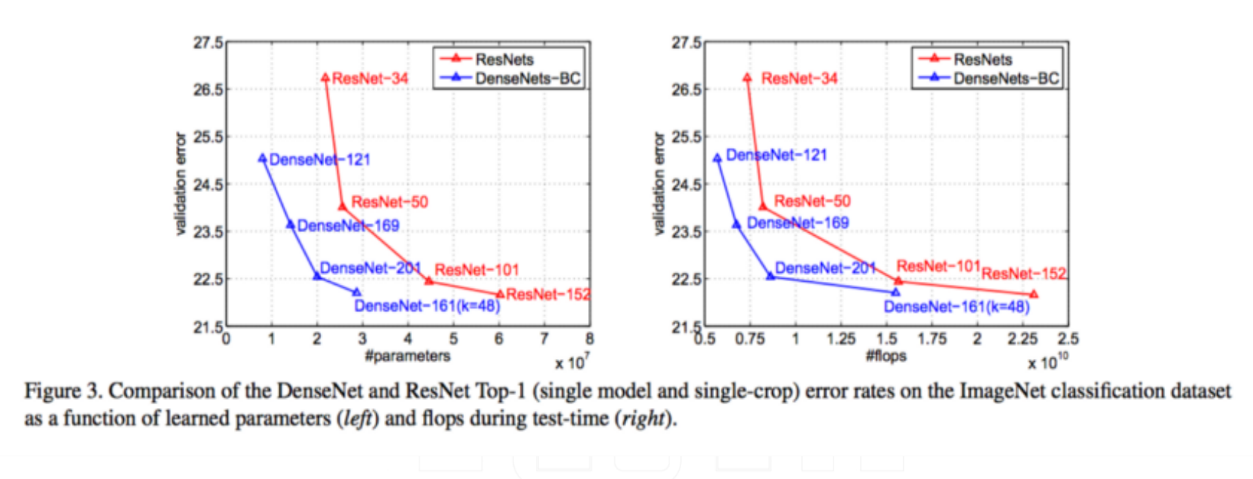 27.5
26.5
25.5
24.5
23.5
22.5
21.5
validation error
ResNets
DenseNets-BC
ResNet-34
DenseNet-121
ResNet-50
DenseNet-169
DenseNet-201
ResNet-101
ResNet-152
DenseNet-161(k=48)
0 1 2 3 4 5 6 7 8
#parameters
x 10^7
27.5
26.5
25.5
24.5
23.5
22.5
21.5
validation error
ResNets
DenseNets-BC
ResNet-34
DenseNet-121
ResNet-50
DenseNet-169
DenseNet-201
ResNet-101
ResNet-152
DenseNet-161(k=48)
0.5 0.75 1 1.25 1.5 1.75 2 2.25 2.5
#flops
x 10^10
Figure 3. Comparison of the DenseNet and ResNet Top-1 (single model and single-crop) error rates on the ImageNet classification dataset
as a function of learned parameters (left) and flops during test-time (right).